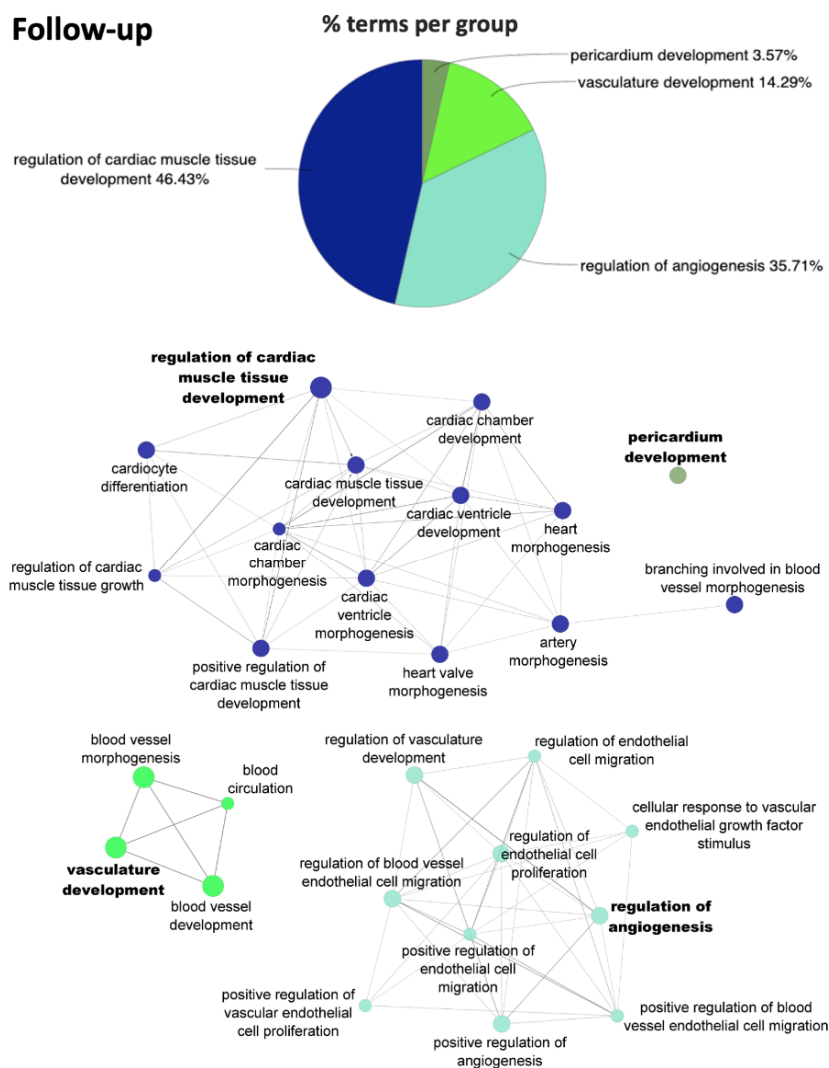 Follow-up
% terms per group
pericardium development 3.57%
vasculature development 14.29%
regulation of cardiac muscle tissue
development 46.43%
regulation of angiogenesis 35.71%
regulation of cardiac
muscle tissue
development
cardiac chamber
development
pericardium
development
cardiocyte
differentiation
cardiac muscle tissue
development
cardiac ventricle
development
heart
morphogenesis
cardiac
chamber
morphogenesis
regulation of cardiac
muscle tissue growth
branching involved in blood
vessel morphogenesis
cardiac
ventricle
morphogenesis
artery
morphogenesis
positive regulation of
cardiac muscle tissue
development
heart valve
morphogenesis
blood vessel
morphogenesis
blood
circulation
vasculature
development
blood vessel
development
regulation of vasculature
development
regulation of endothelial
cell migration
cellular response to vascular
endothelial growth factor
stimulus
regulation of
endothelial cell
proliferation
regulation of blood vessel
endothelial cell migration
regulation of
angiogenesis
positive regulation of
endothelial cell
migration
positive regulation of
vascular endothelial
cell proliferation
positive regulation of
angiogenesis
positive regulation of blood
vessel endothelial cell migration